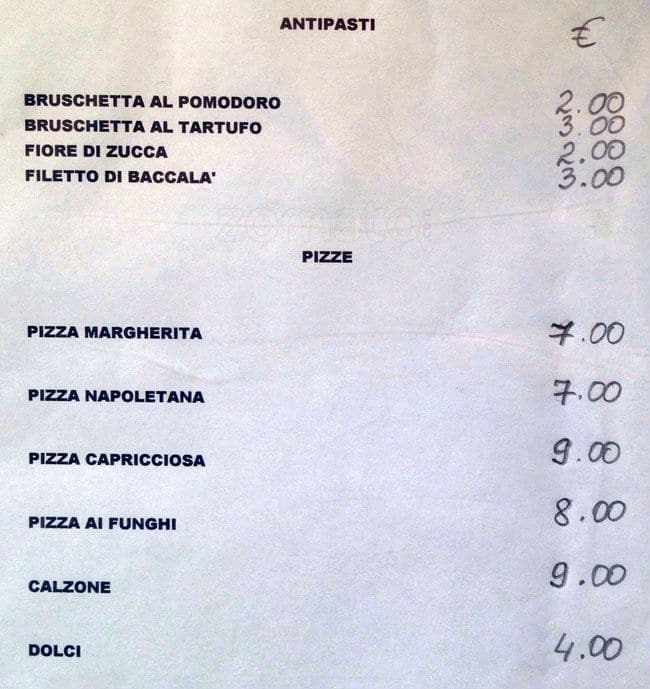 ANTIPASTI €
BRUSCHETTA AL POMODORO 2.00
BRUSCHETTA AL TARTUFO 3.00
FIORE DI ZUCCA 2.00
FILETTO DI BACCALA' 3.00
zomato
PIZZE
PIZZA MARGHERITA 7.00
PIZZA NAPOLETANA 7.00
PIZZA CAPRICCIOSA 9.00
PIZZA AI FUNGHI 8.00
CALZONE 9.00
DOLCI 4.00